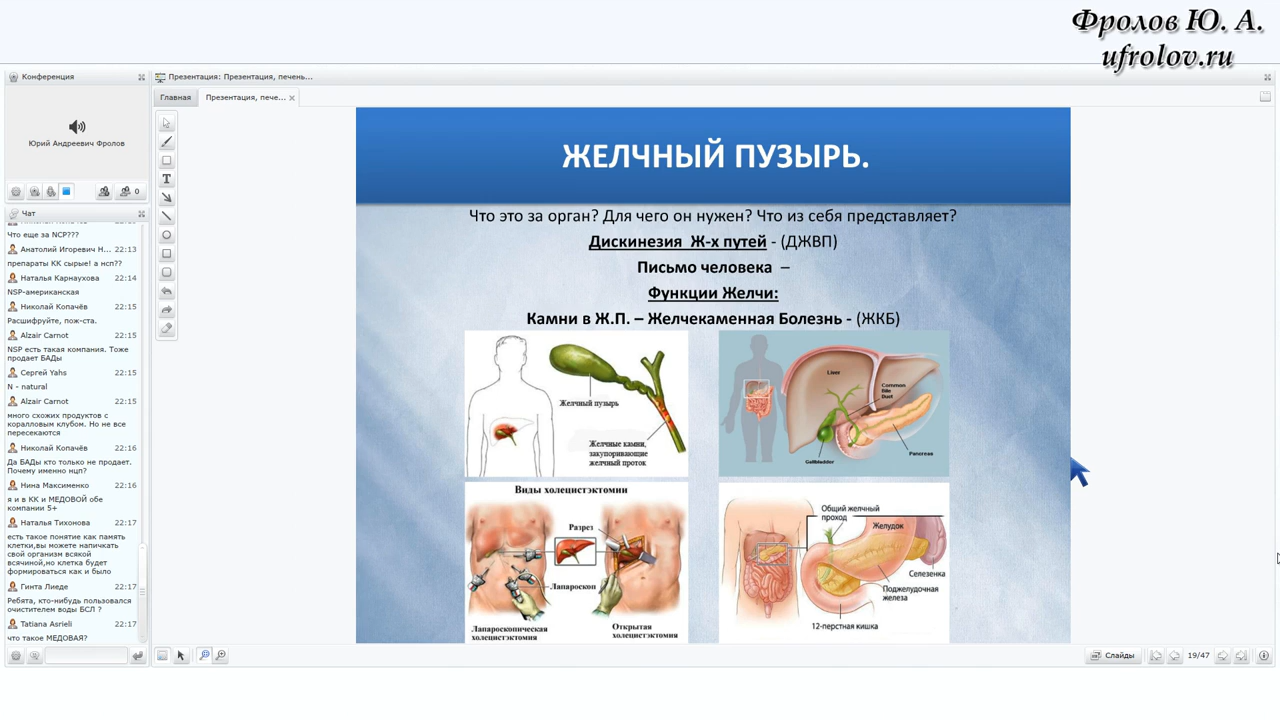 Фролов Ю. А.
ufrolov.ru
Конференция
Презентация: Презентация, печень...
Главная
Презентация, пече...
Юрий Андреевич Фролов
0
Чат
Что еще за NCP???
Анатолий Игоревич Н... 22:13
препараты КК сырые! а нсп??
Наталья Карнаухова 22:14
NSP-американская
Николай Копачёв 22:15
Расшифруйте, пож-ста.
Alzair Carnot 22:15
NSP есть такая компания. Тоже
продает БАДы
Сергей Yahs 22:15
N - natural
Alzair Carnot 22:15
много схожих продуктов с
коралловым клубом. Но не все
пересекаются
Николай Копачёв 22:16
Да БАДы кто только не продает.
Почему именно нцп?
Нина Максименко 22:16
я и в КК и МЕДОВОЙ обе
компании 5+
Наталья Тихонова 22:17
есть такое понятие как память
клетки,вы можете напичкать
свой организм всякой
всячиной,но клетка будет
формироваться как и было
Гинта Лиеде 22:17
Ребята, кто-нибудь пользовался
очистителем воды БСЛ ?
Tatiana Asrieli 22:17
что такое МЕДОВАЯ?
T
ЖЕЛЧНЫЙ ПУЗЫРЬ.
Что это за орган? Для чего он нужен? Что из себя представляет?
Дискинезия Ж-х путей - (ДЖВП)
Письмо человека –
Функции Желчи:
Камни в Ж.П. – Желчекаменная Болезнь - (ЖКБ)
Желчный пузырь
Желчные камни,
закупоривающие
желчный проток
Liver
Common
Bile
Duct
Gallbladder
Pancreas
Виды холецистэктомии
Разрез
Лапароскоп
Лапароскопическая
холецистэктомия
Открытая
холецистэктомия
Общий желчный
проход
Желудок
Селезенка
Поджелудочная
железа
12-перстная кишка
Слайды
19/47